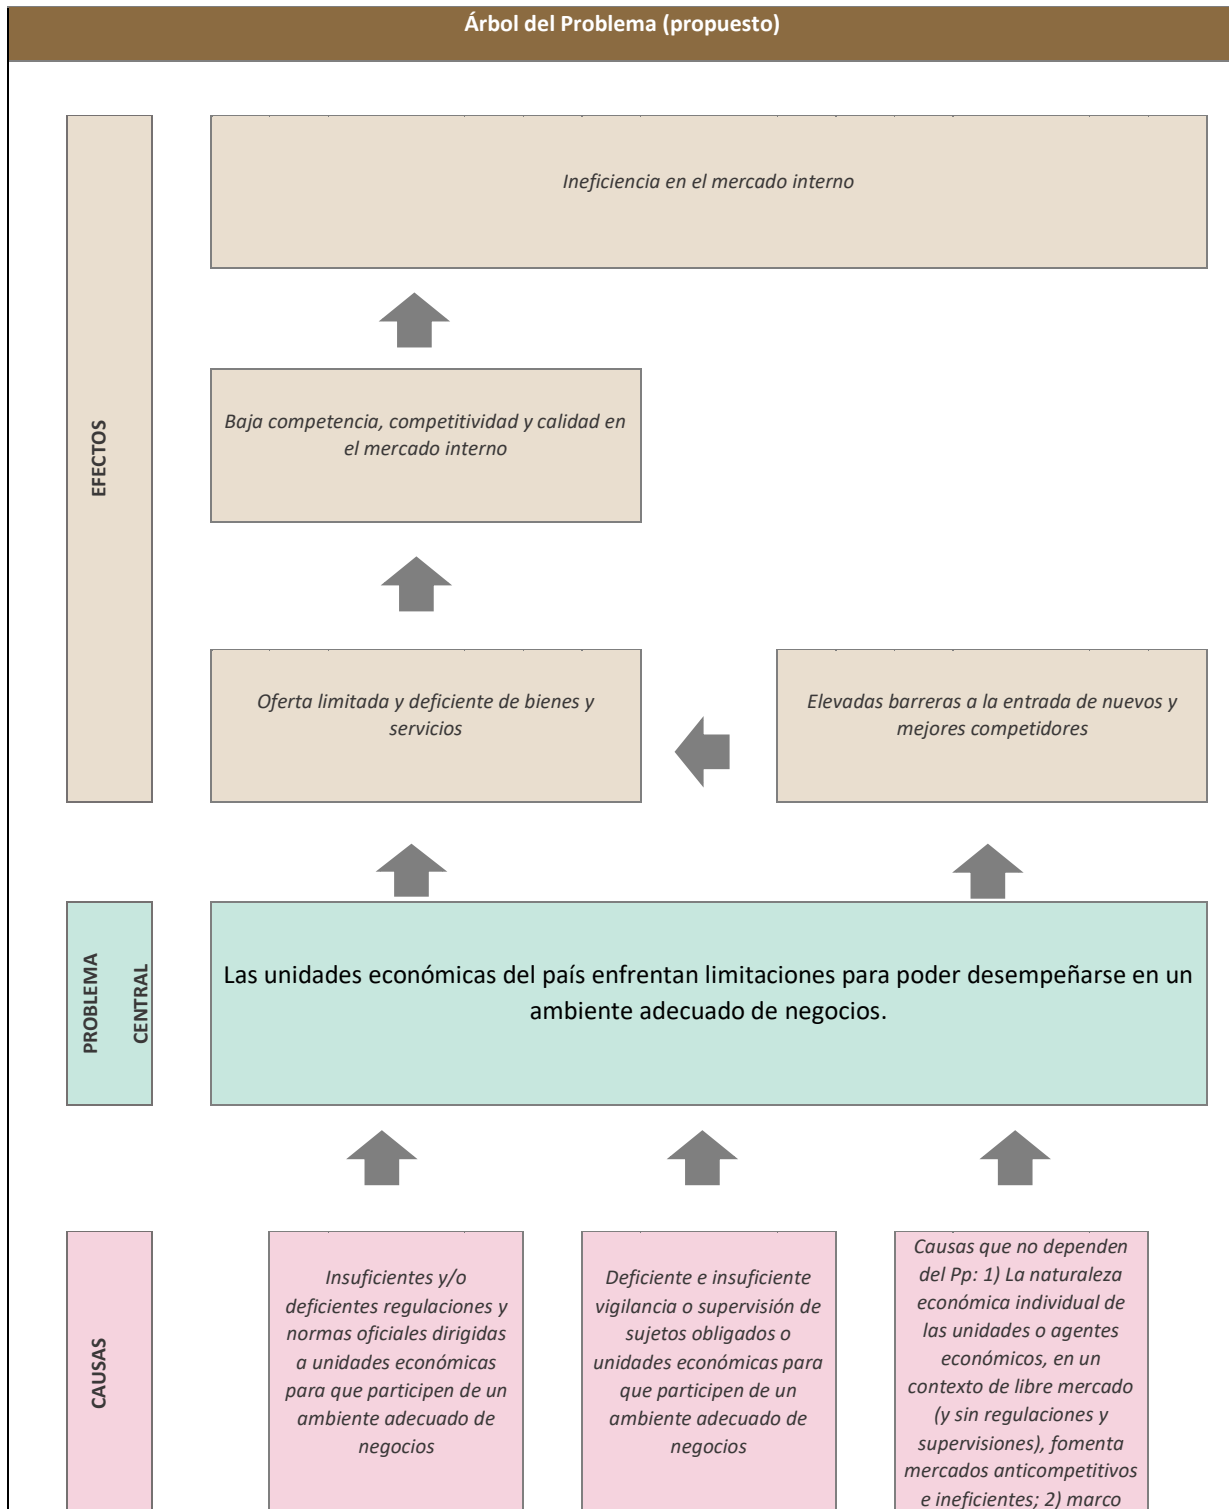 Árbol del Problema (propuesto)
EFECTOS
Ineficiencia en el mercado interno
Baja competencia, competitividad y calidad en
el mercado interno
Oferta limitada y deficiente de bienes y
servicios
Elevadas barreras a la entrada de nuevos y
mejores competidores
PROBLEMA
CENTRAL
Las unidades económicas del país enfrentan limitaciones para poder desempeñarse en un
ambiente adecuado de negocios.
CAUSAS
Insuficientes y/o
deficientes regulaciones y
normas oficiales dirigidas
a unidades económicas
para que participen de un
ambiente adecuado de
negocios
Deficiente e insuficiente
vigilancia o supervisión de
sujetos obligados o
unidades económicas para
que participen de un
ambiente adecuado de
negocios
Causas que no dependen
del Pp: 1) La naturaleza
económica individual de
las unidades o agentes
económicos, en un
contexto de libre mercado
(y sin regulaciones y
supervisiones), fomenta
mercados anticompetitivos
e ineficientes; 2) marco